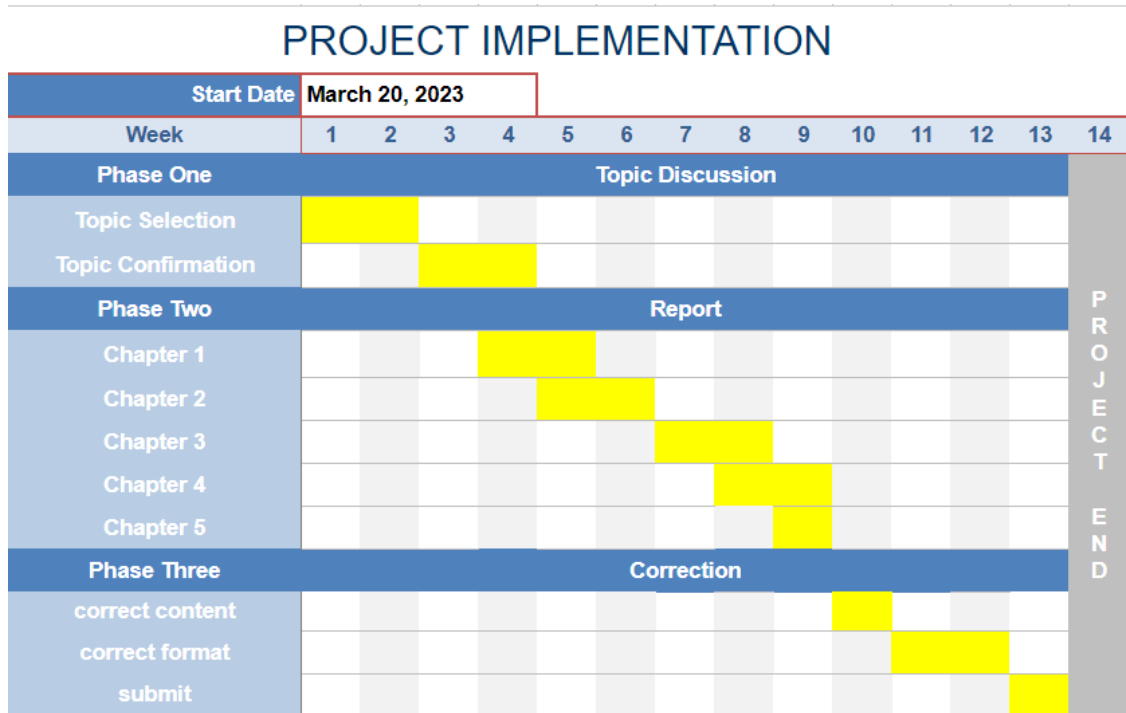 PROJECT IMPLEMENTATION
Start Date March 20, 2023
Week 1 2 3 4 5 6 7 8 9 10 11 12 13 14
Phase One Topic Discussion
Topic Selection
Topic Confirmation
Phase Two Report
Chapter 1
Chapter 2
Chapter 3
Chapter 4
Chapter 5
Phase Three Correction
correct content
correct format
submit
PROJECT END